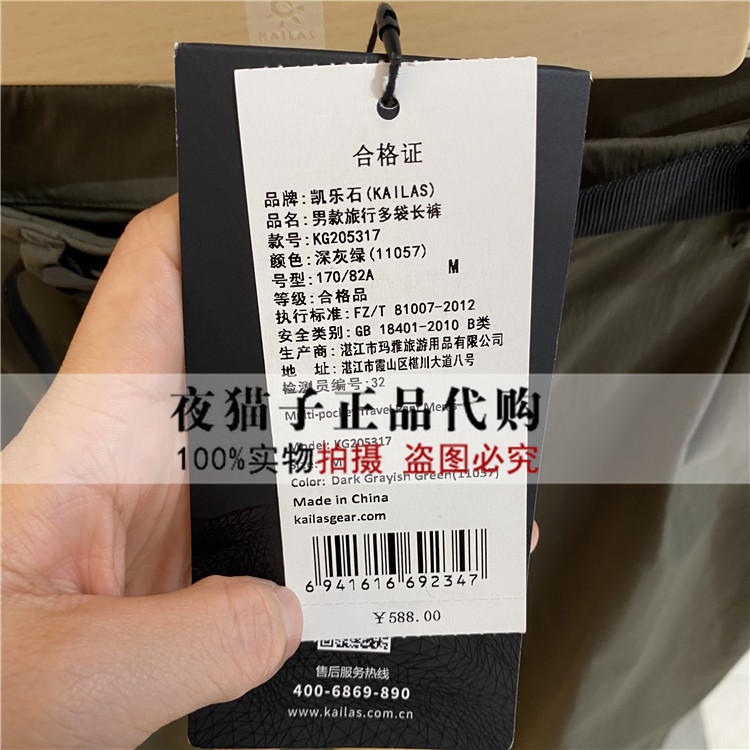 KAILAS
合格证
品牌:凯乐石(KAILAS)
品名:男款旅行多袋长裤
款号:KG205317
颜色:深灰绿(11057)
号型:170/82A M
等级:合格品
执行标准:FZ/T 81007-2012
安全类别:GB 18401-2010 B类
生产商:湛江市玛雅旅游用品有限公司
地 址:湛江市霞山区椹川大道八号
检测员编号:32
夜猫子正品代购
Multi-pocket Travel Pant Men's
Model: KG205317
100%实物拍摄 盗图必究
Color: Dark Grayish Green(11057)
Made in China
kailasgear.com
6 941616 692347
¥588.00
售后服务热线
400-6869-890
www.kailas.com.cn